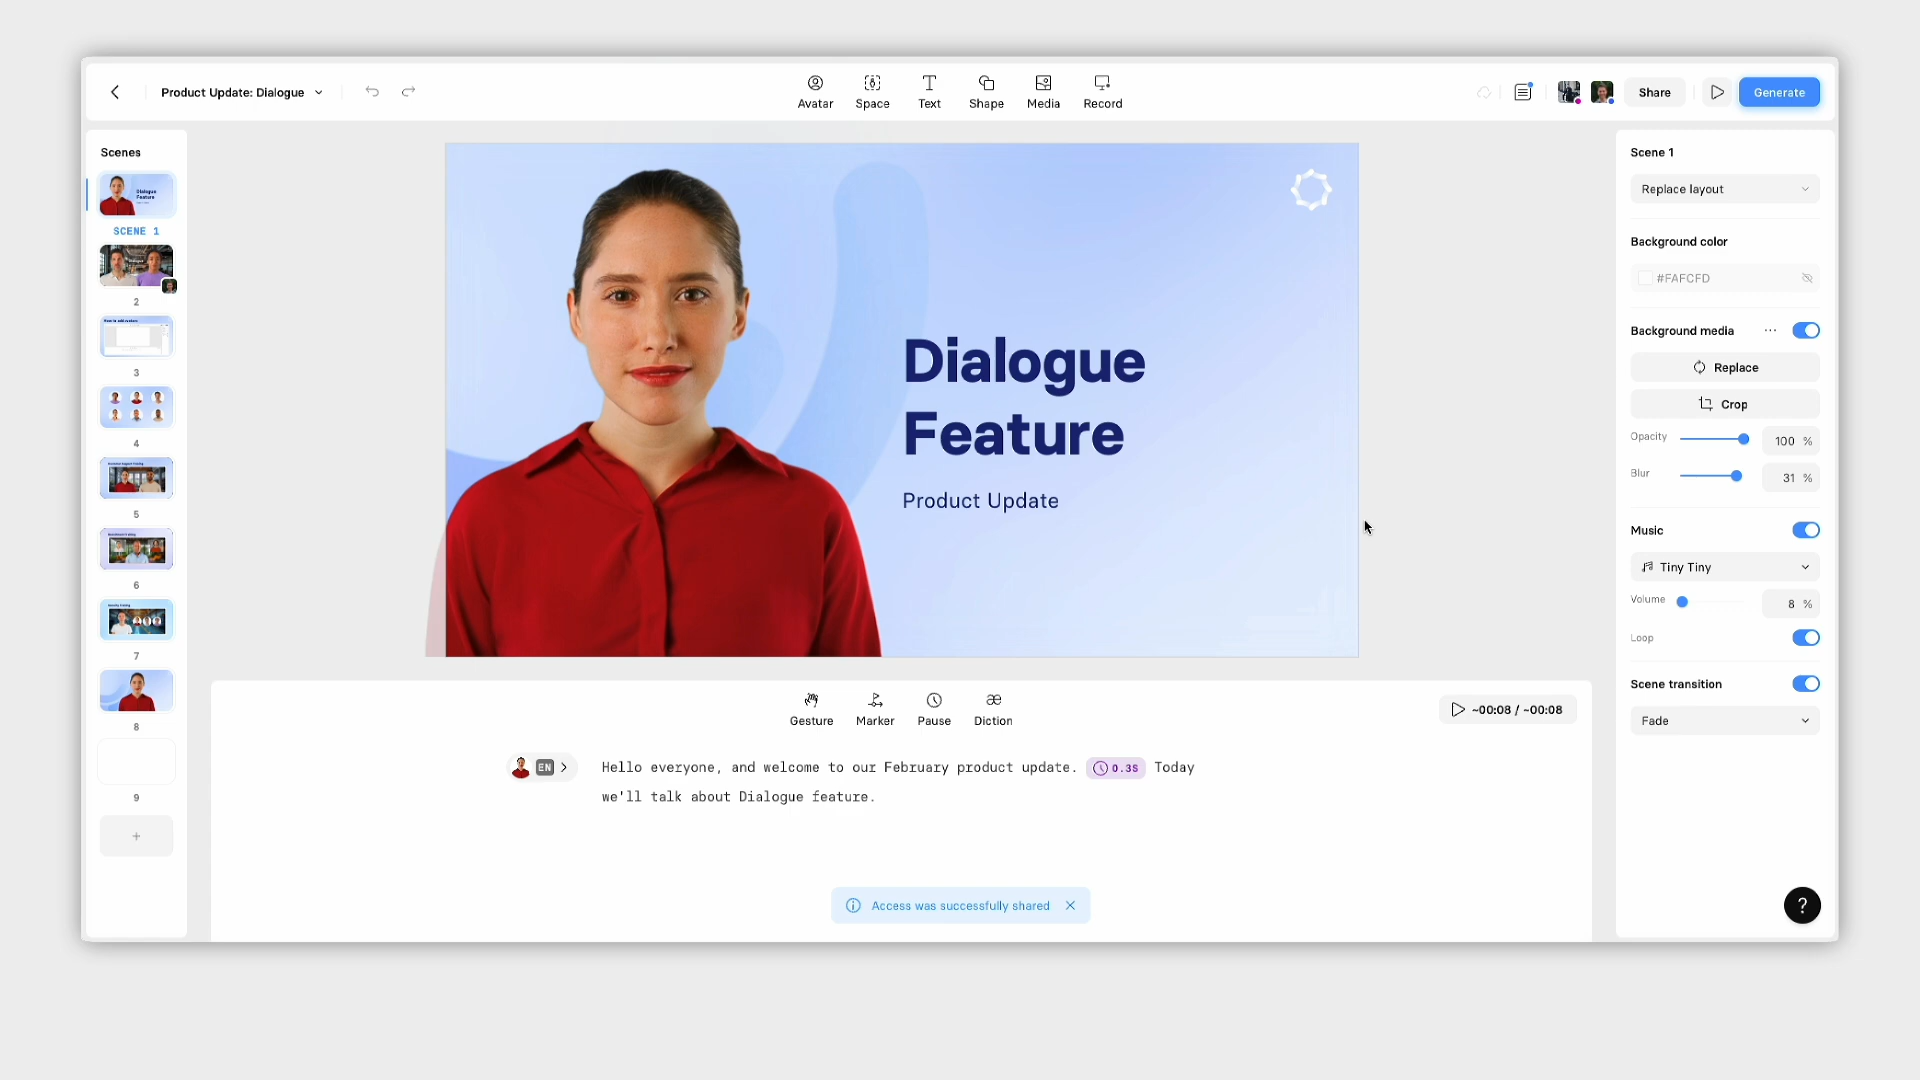 Product Update: Dialogue
Avatar
Space
Text
Shape
Media
Record
Share
Generate
Scenes
Dialogue
Feature
SCENE 1
2
3
4
5
6
7
8
9
+
Dialogue
Feature
Product Update
Scene 1
Replace layout
Background color
#FAFCFD
Background media
Replace
Crop
Opacity
100 %
Blur
31 %
Music
Tiny Tiny
Volume
8 %
Loop
Scene transition
Fade
Gesture
Marker
Pause
æ
Diction
~00:08 / ~00:08
EN
Hello everyone, and welcome to our February product update. 0.3S Today
we'll talk about Dialogue feature.
Access was successfully shared
?